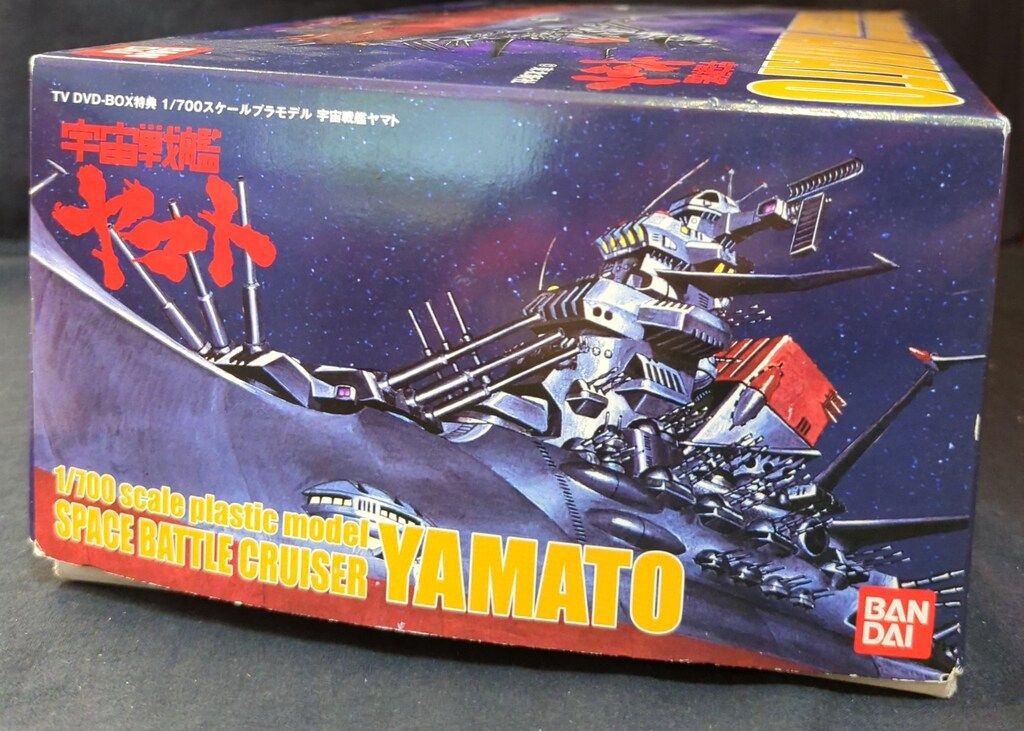 TV DVD-BOX特典 1/700スケールプラモデル 宇宙戦艦ヤマト
宇宙戦艦
ヤマト
1/700 scale plastic model
SPACE BATTLE CRUISER YAMATO
BAN
DAI